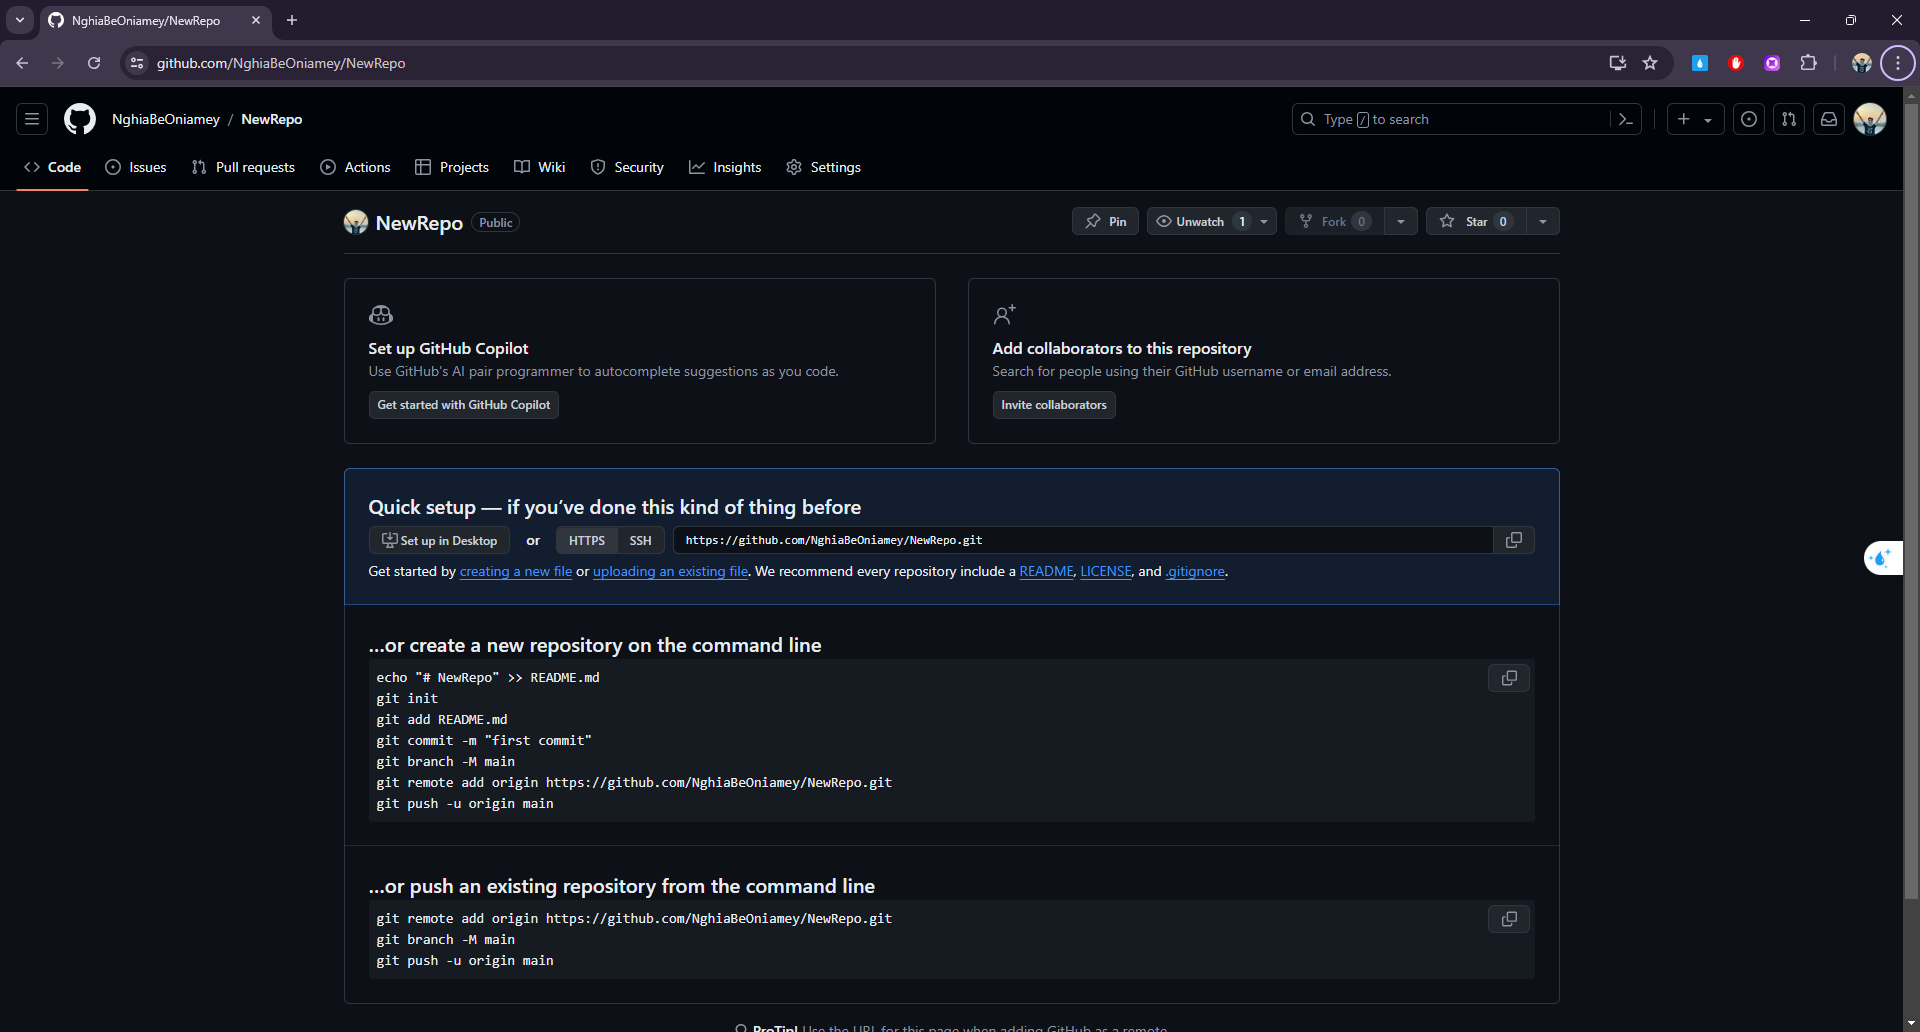 NghiaBeOniamey/NewRepo
github.com/NghiaBeOniamey/NewRepo
NghiaBeOniamey / NewRepo
Type / to search
Code Issues Pull requests Actions Projects Wiki Security Insights Settings
NewRepo Public
Pin Unwatch 1 Fork 0 Star 0
Set up GitHub Copilot
Use GitHub's AI pair programmer to autocomplete suggestions as you code.
Get started with GitHub Copilot
Add collaborators to this repository
Search for people using their GitHub username or email address.
Invite collaborators
Quick setup — if you’ve done this kind of thing before
Set up in Desktop or HTTPS SSH https://github.com/NghiaBeOniamey/NewRepo.git
Get started by creating a new file or uploading an existing file. We recommend every repository include a README, LICENSE, and .gitignore.
…or create a new repository on the command line
echo "# NewRepo" >> README.md
git init
git add README.md
git commit -m "first commit"
git branch -M main
git remote add origin https://github.com/NghiaBeOniamey/NewRepo.git
git push -u origin main
…or push an existing repository from the command line
git remote add origin https://github.com/NghiaBeOniamey/NewRepo.git
git branch -M main
git push -u origin main
ProTip! Use the URL for this page when adding GitHub as a remote.